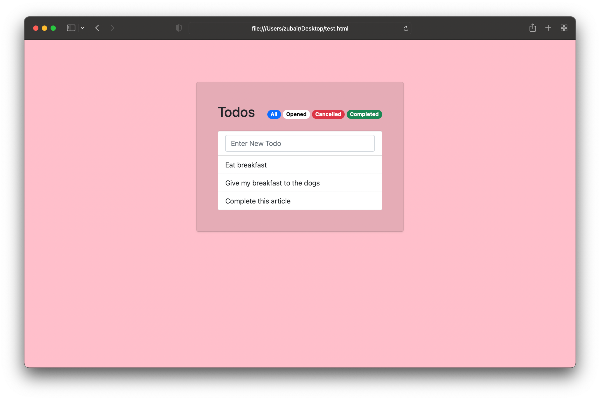 file:///Users/zubair/Desktop/test.html
Todos
All Opened Cancelled Completed
Enter New Todo
Eat breakfast
Give my breakfast to the dogs
Complete this article